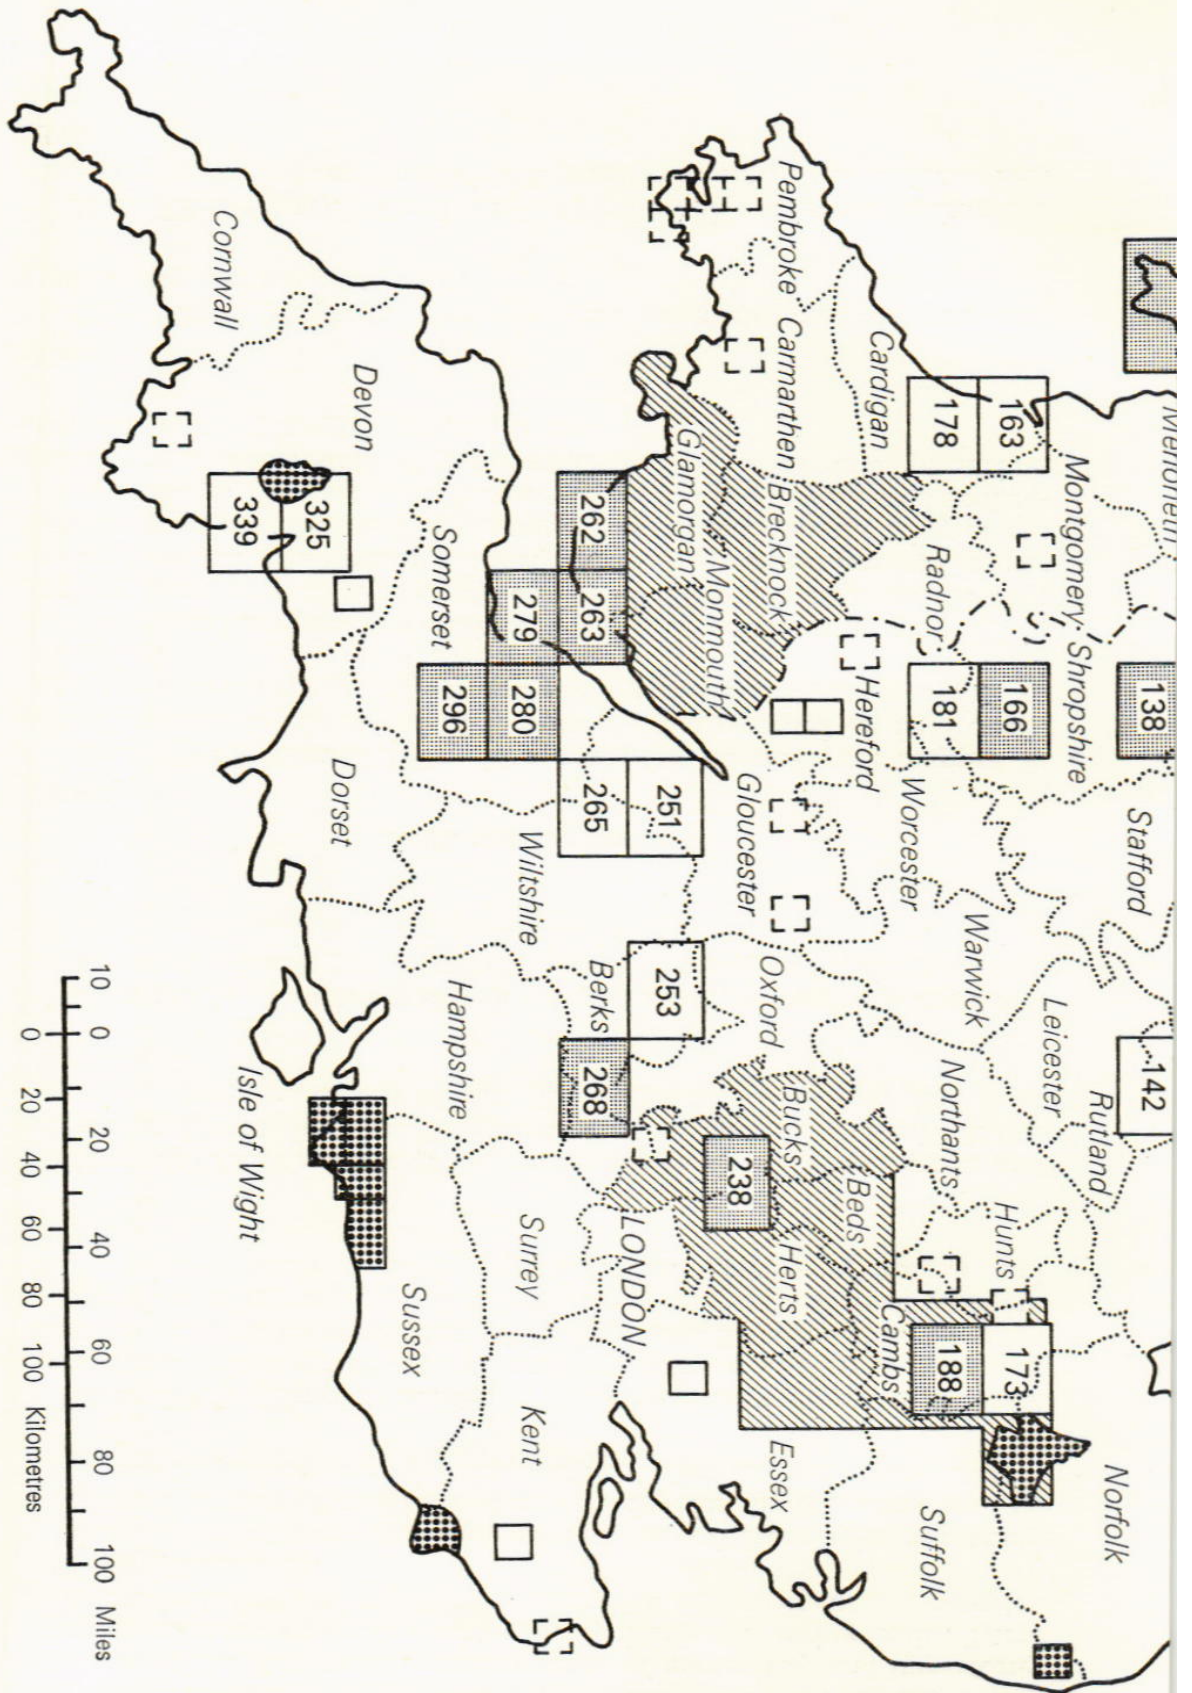 Merioneth
138
142
163
Montgomery
Shropshire
166
Stafford
Leicester
Rutland
Hunts
173
Norfolk
178
Cardigan
Radnor
181
Hereford
Worcester
Warwick
Northants
188
Cambs
Suffolk
Pembroke
Carmarthen
Brecknock
Gloucester
Oxford
Bucks
Beds
238
Herts
Essex
Glamorgan
Monmouth
251
253
LONDON
262
263
265
Berks
268
Surrey
Kent
279
280
Wiltshire
Somerset
296
Hampshire
Sussex
Devon
Dorset
325
339
Cornwall
Isle of Wight
10 0 20 40 60 80 100 Miles
0 20 40 60 80 100 Kilometres